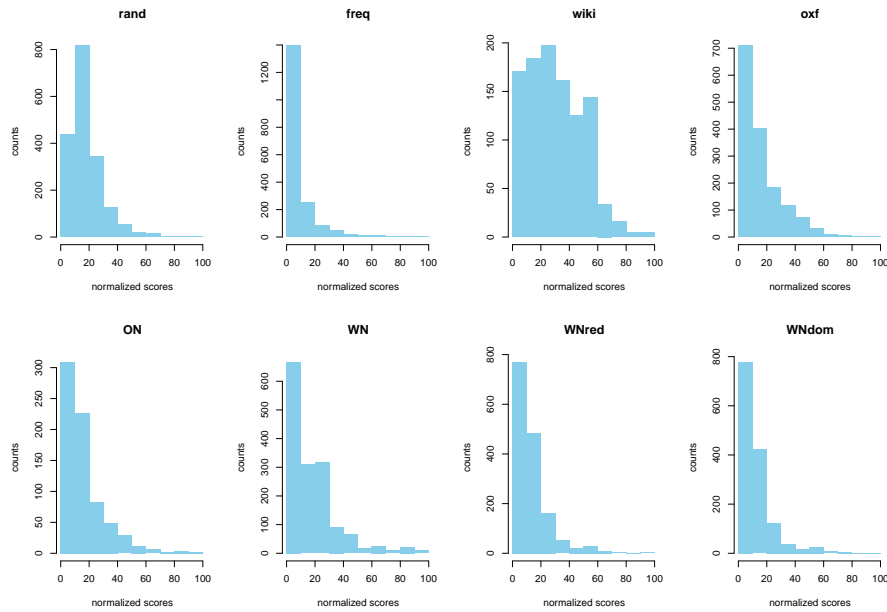 rand
counts
0 200 400 600 800
0 20 40 60 80 100
normalized scores
freq
counts
0 200 400 600 800 1000 1400
0 20 40 60 80 100
normalized scores
wiki
counts
0 50 100 150 200
0 20 40 60 80 100
normalized scores
oxf
counts
0 100 200 300 400 500 600 700
0 20 40 60 80 100
normalized scores
ON
counts
0 50 100 150 200 250 300
0 20 40 60 80 100
normalized scores
WN
counts
0 100 200 300 400 500 600
0 20 40 60 80 100
normalized scores
WNred
counts
0 200 400 600 800
0 20 40 60 80 100
normalized scores
WNdom
counts
0 200 400 600 800
0 20 40 60 80 100
normalized scores